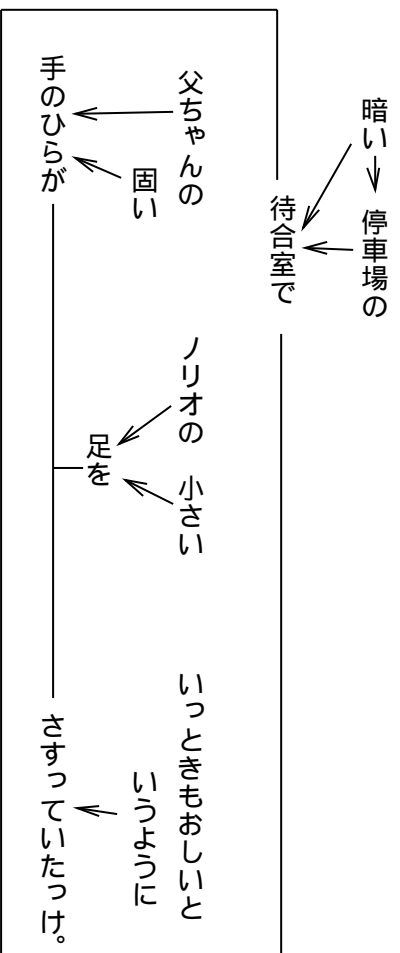 暗い
停車場の
待合室で
父ちゃんの
固い
手のひらが
ノリオの
小さい
足を
いっときもおしいと
いうように
さすっていたっけ。